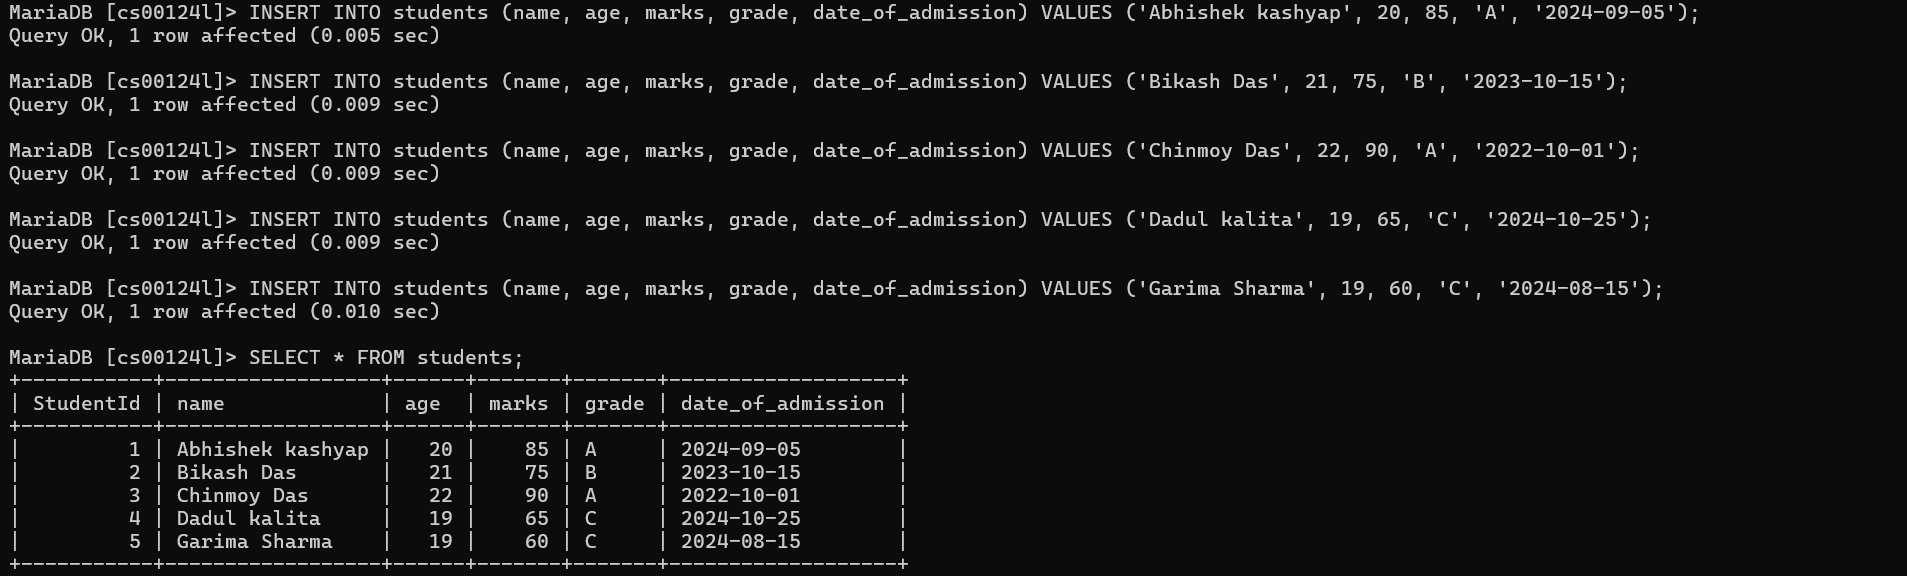 MariaDB [cs00124l]> INSERT INTO students (name, age, marks, grade, date_of_admission) VALUES ('Abhishek kashyap', 20, 85, 'A', '2024-09-05');
Query OK, 1 row affected (0.005 sec)
MariaDB [cs00124l]> INSERT INTO students (name, age, marks, grade, date_of_admission) VALUES ('Bikash Das', 21, 75, 'B', '2023-10-15');
Query OK, 1 row affected (0.009 sec)
MariaDB [cs00124l]> INSERT INTO students (name, age, marks, grade, date_of_admission) VALUES ('Chinmoy Das', 22, 90, 'A', '2022-10-01');
Query OK, 1 row affected (0.009 sec)
MariaDB [cs00124l]> INSERT INTO students (name, age, marks, grade, date_of_admission) VALUES ('Dadul kalita', 19, 65, 'C', '2024-10-25');
Query OK, 1 row affected (0.009 sec)
MariaDB [cs00124l]> INSERT INTO students (name, age, marks, grade, date_of_admission) VALUES ('Garima Sharma', 19, 60, 'C', '2024-08-15');
Query OK, 1 row affected (0.010 sec)
MariaDB [cs00124l]> SELECT * FROM students;
+-----------+------------------+------+-------+-------+-------------------+
| StudentId | name             | age  | marks | grade | date_of_admission |
+-----------+------------------+------+-------+-------+-------------------+
|         1 | Abhishek kashyap |   20 |    85 | A     | 2024-09-05        |
|         2 | Bikash Das       |   21 |    75 | B     | 2023-10-15        |
|         3 | Chinmoy Das      |   22 |    90 | A     | 2022-10-01        |
|         4 | Dadul kalita     |   19 |    65 | C     | 2024-10-25        |
|         5 | Garima Sharma    |   19 |    60 | C     | 2024-08-15        |
+-----------+------------------+------+-------+-------+-------------------+